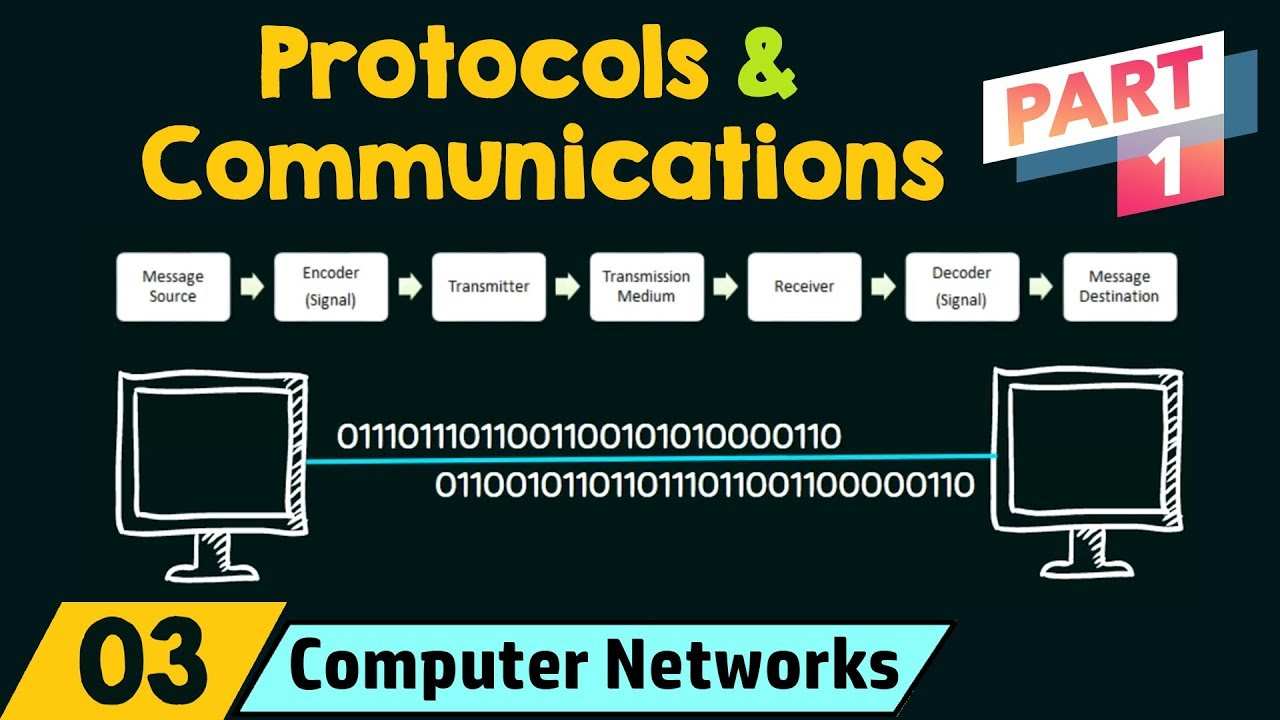 Protocols &
Communications
PART
1
Message
Source
Encoder
(Signal)
Transmitter
Transmission
Medium
Receiver
Decoder
(Signal)
Message
Destination
01110111011001100101010000110
0110010110110111011001100000110
03
Computer Networks